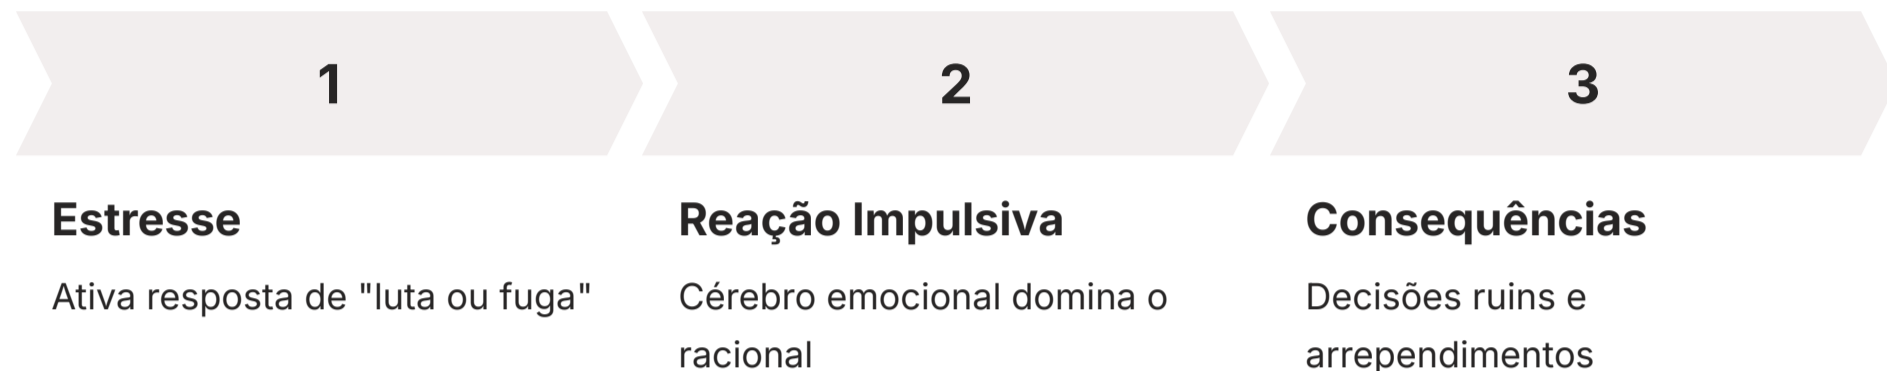 1
2
3
Estresse
Ativa resposta de "luta ou fuga"
Reação Impulsiva
Cérebro emocional domina o
racional
Consequências
Decisões ruins e
arrependimentos